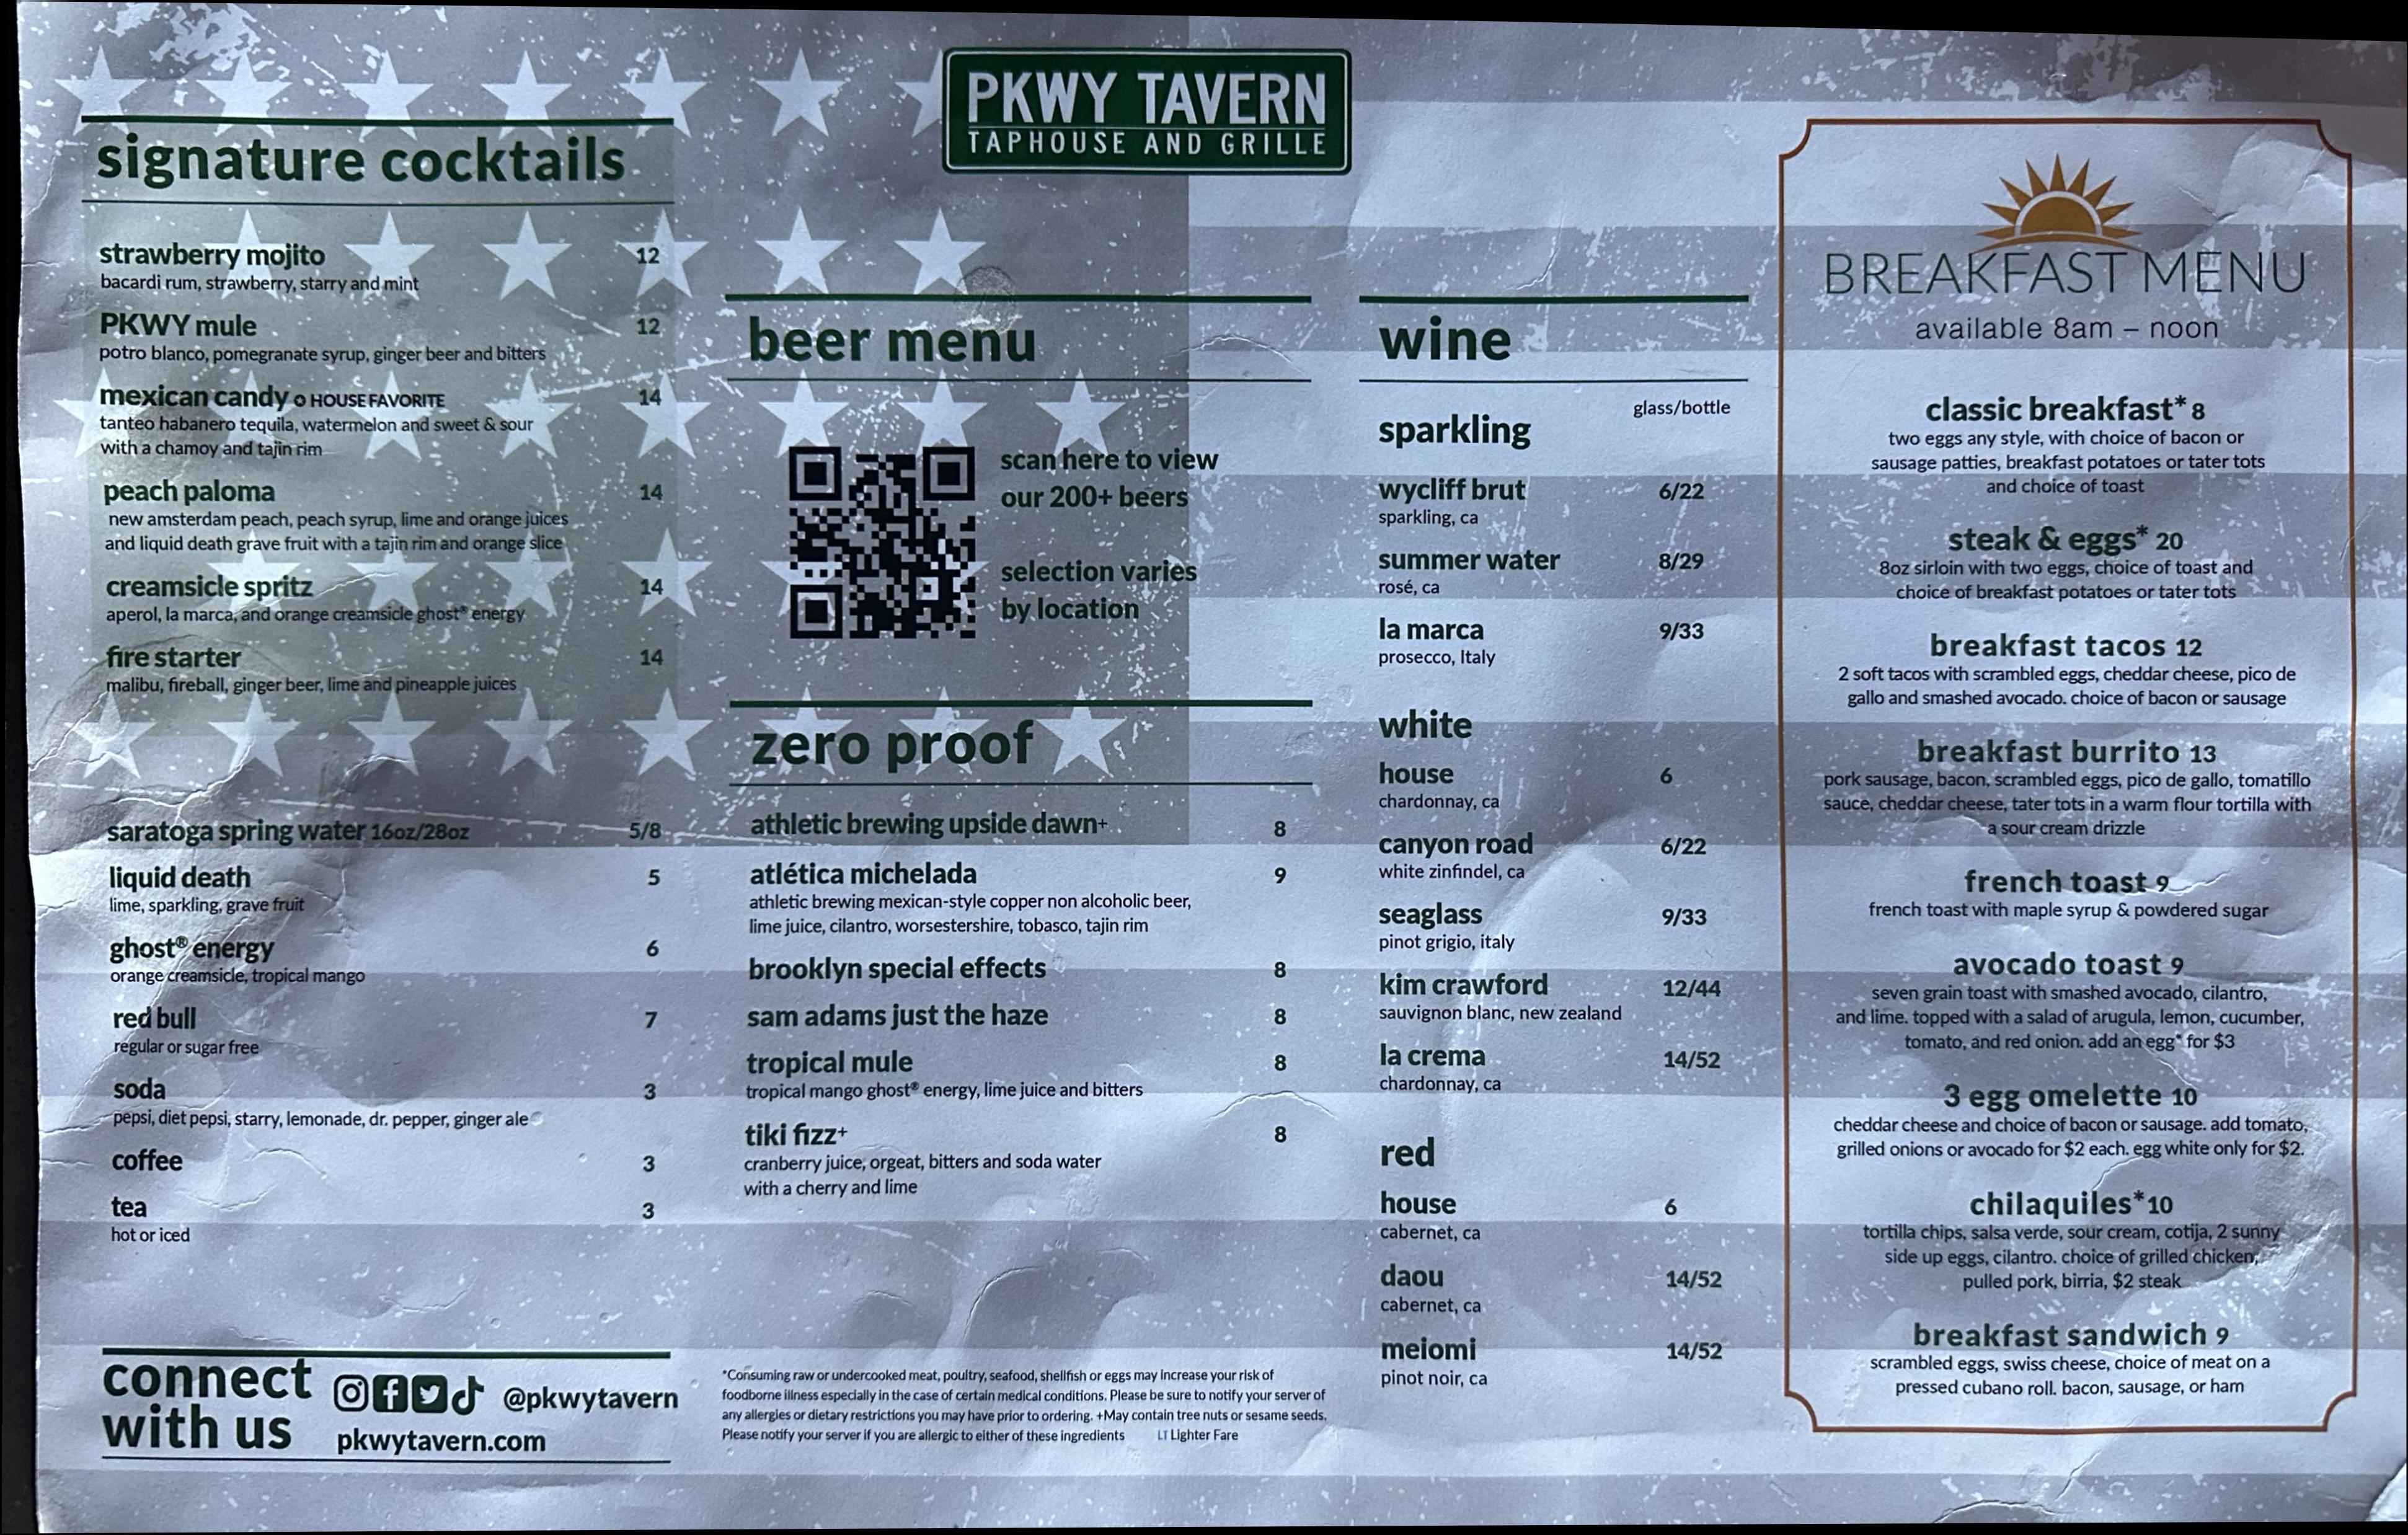 PKWY TAVERN
TAPHOUSE AND GRILLE
signature cocktails
strawberry mojito 12
bacardi rum, strawberry, starry and mint
PKWY mule 12
potro blanco, pomegranate syrup, ginger beer and bitters
mexican candy HOUSE FAVORITE 14
tanteo habanero tequila, watermelon and sweet & sour
with a chamoy and tajin rim
peach paloma 14
new amsterdam peach, peach syrup, lime and orange juices
and liquid death grave fruit with a tajin rim and orange slice
creamsicle spritz 14
aperol, la marca, and orange creamsicle ghost® energy
fire starter 14
malibu, fireball, ginger beer, lime and pineapple juices
saratoga spring water 16oz/28oz 5/8
liquid death 5
lime, sparkling, grave fruit
ghost® energy 6
orange creamsicle, tropical mango
red bull 7
regular or sugar free
soda 3
pepsi, diet pepsi, starry, lemonade, dr. pepper, ginger ale
coffee 3
tea 3
hot or iced
connect
with us
@pkwytavern
pkwytavern.com
beer menu
scan here to view
our 200+ beers
selection varies
by location
zero proof
athletic brewing upside dawn+ 8
atlética michelada 9
athletic brewing mexican-style copper non alcoholic beer,
lime juice, cilantro, worsestershire, tobasco, tajin rim
brooklyn special effects 8
sam adams just the haze 8
tropical mule 8
tropical mango ghost® energy, lime juice and bitters
tiki fizz+ 8
cranberry juice, orgeat, bitters and soda water
with a cherry and lime
*Consuming raw or undercooked meat, poultry, seafood, shellfish or eggs may increase your risk of
foodborne illness especially in the case of certain medical conditions. Please be sure to notify your server of
any allergies or dietary restrictions you may have prior to ordering. +May contain tree nuts or sesame seeds.
Please notify your server if you are allergic to either of these ingredients LT Lighter Fare
wine
glass/bottle
sparkling
wycliff brut 6/22
sparkling, ca
summer water 8/29
rosé, ca
la marca 9/33
prosecco, Italy
white
house 6
chardonnay, ca
canyon road 6/22
white zinfindel, ca
seaglass 9/33
pinot grigio, italy
kim crawford 12/44
sauvignon blanc, new zealand
la crema 14/52
chardonnay, ca
red
house 6
cabernet, ca
daou 14/52
cabernet, ca
meiomi 14/52
pinot noir, ca
BREAKFAST MENU
available 8am – noon
classic breakfast* 8
two eggs any style, with choice of bacon or
sausage patties, breakfast potatoes or tater tots
and choice of toast
steak & eggs* 20
8oz sirloin with two eggs, choice of toast and
choice of breakfast potatoes or tater tots
breakfast tacos 12
2 soft tacos with scrambled eggs, cheddar cheese, pico de
gallo and smashed avocado. choice of bacon or sausage
breakfast burrito 13
pork sausage, bacon, scrambled eggs, pico de gallo, tomatillo
sauce, cheddar cheese, tater tots in a warm flour tortilla with
a sour cream drizzle
french toast 9
french toast with maple syrup & powdered sugar
avocado toast 9
seven grain toast with smashed avocado, cilantro,
and lime. topped with a salad of arugula, lemon, cucumber,
tomato, and red onion. add an egg* for $3
3 egg omelette 10
cheddar cheese and choice of bacon or sausage. add tomato,
grilled onions or avocado for $2 each. egg white only for $2.
chilaquiles* 10
tortilla chips, salsa verde, sour cream, cotija, 2 sunny
side up eggs, cilantro. choice of grilled chicken,
pulled pork, birria, $2 steak
breakfast sandwich 9
scrambled eggs, swiss cheese, choice of meat on a
pressed cubano roll. bacon, sausage, or ham